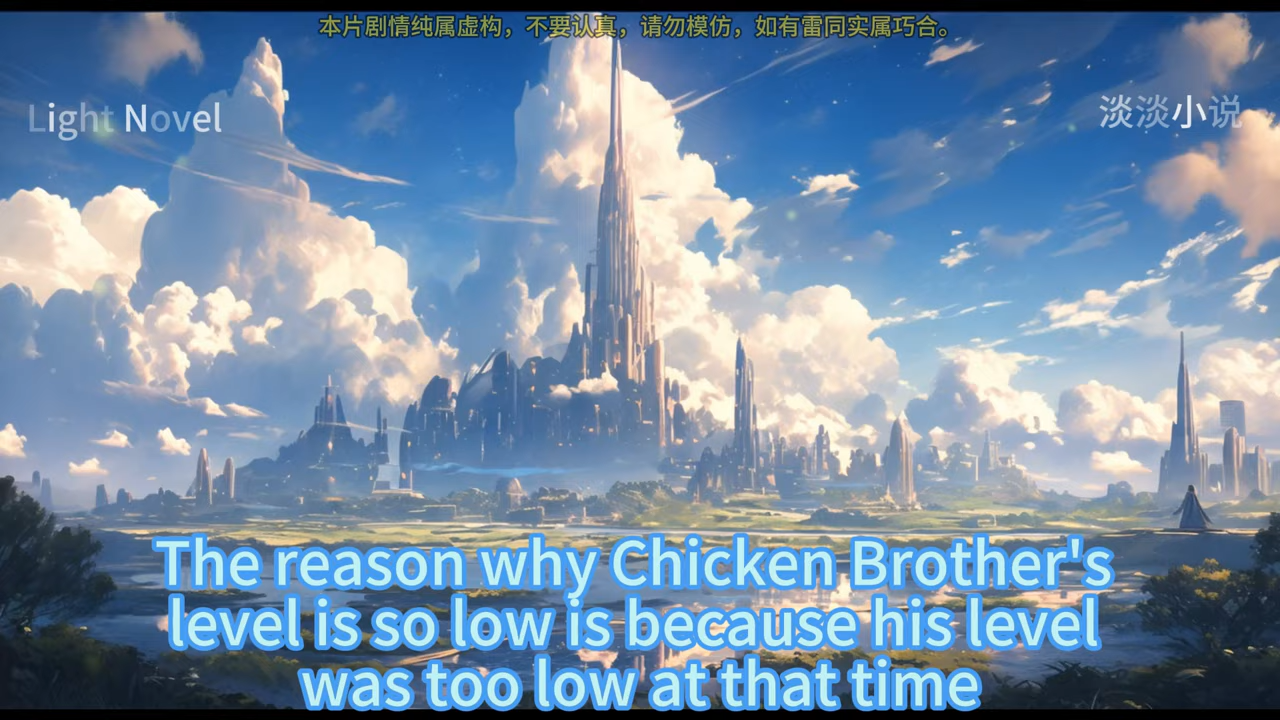 本片剧情纯属虚构，不要认真，请勿模仿，如有雷同实属巧合。
Light Novel
淡淡小说
The reason why Chicken Brother's
level is so low is because his level
was too low at that time